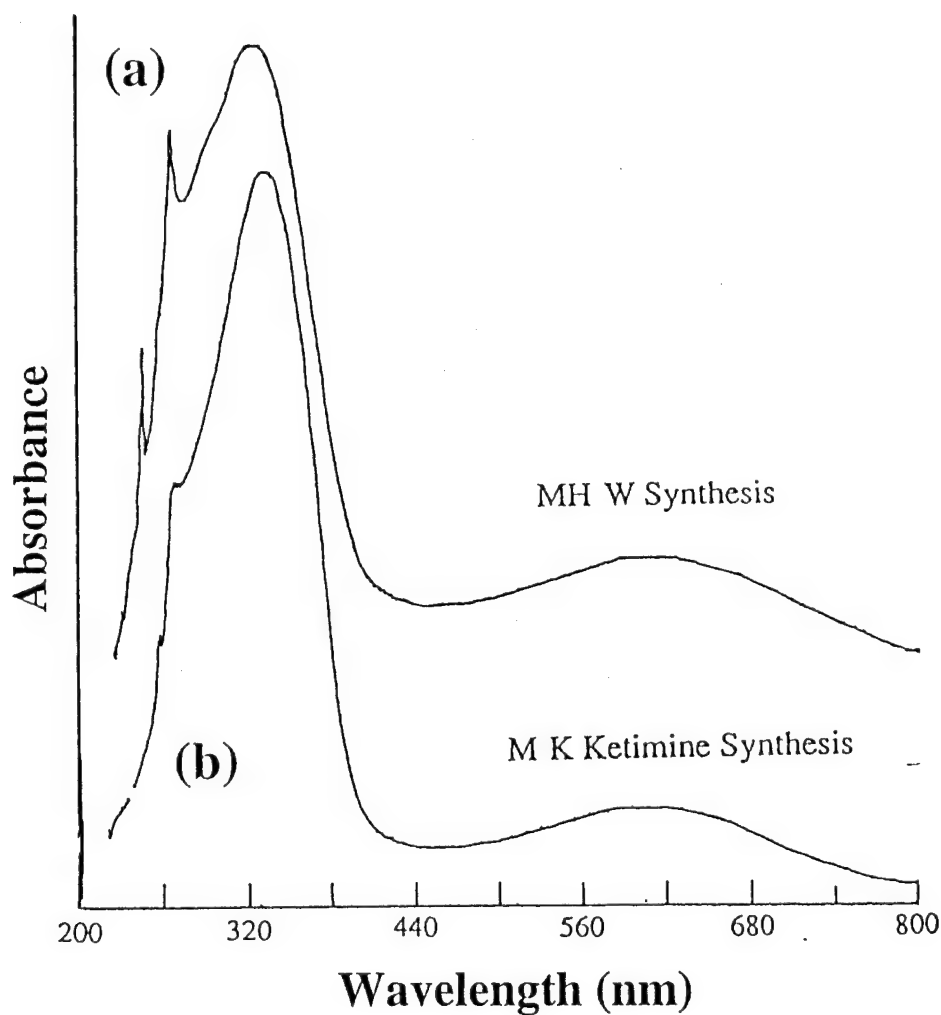 (a)
Absorbance
MH W Synthesis
M K Ketimine Synthesis
(b)
200 320 440 560 680 800
Wavelength (nm)